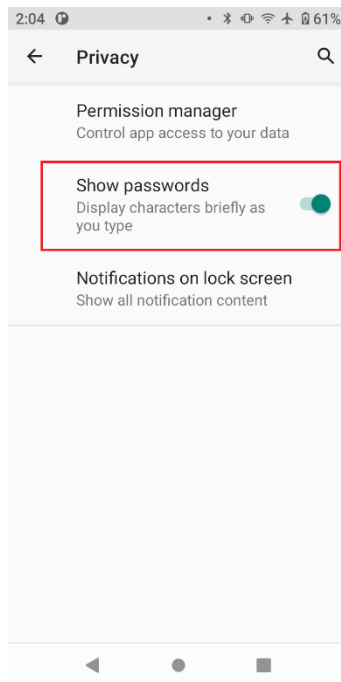 2:04 61%
Privacy
Permission manager
Control app access to your data
Show passwords
Display characters briefly as
you type
Notifications on lock screen
Show all notification content